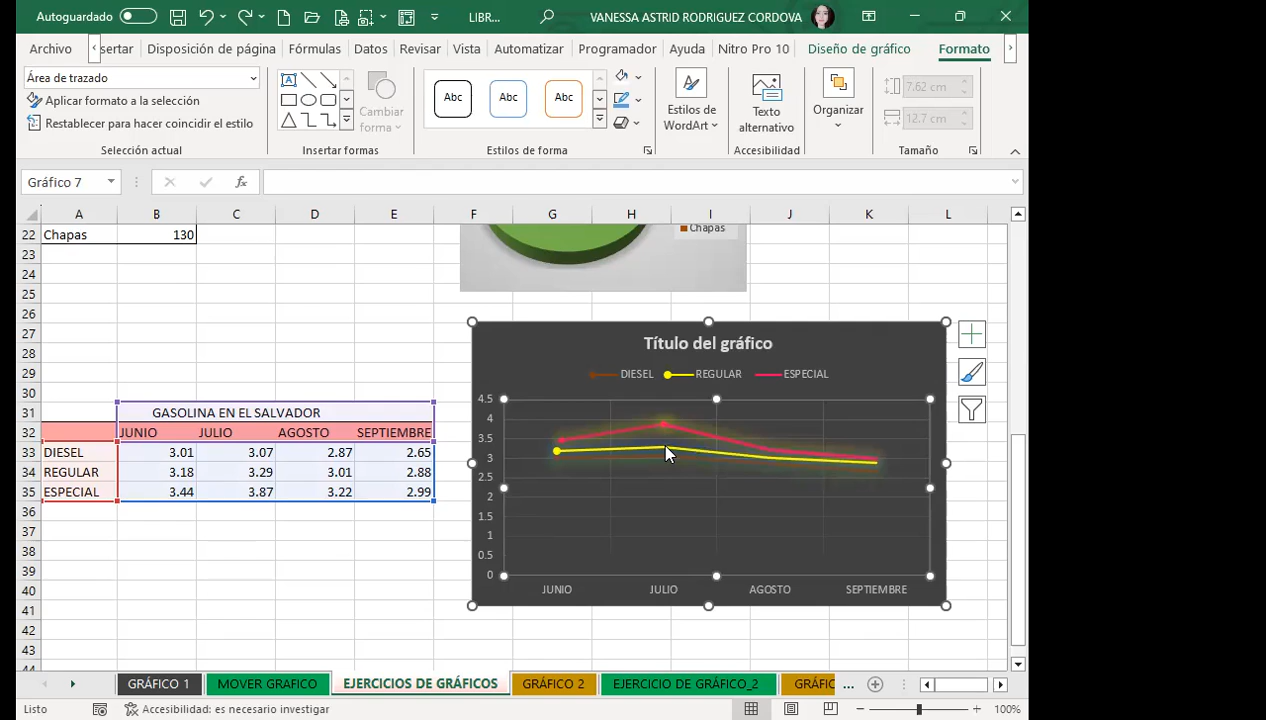 Autoguardado LIBR... VANESSA ASTRID RODRIGUEZ CORDOVA
Archivo sertar Disposición de página Fórmulas Datos Revisar Vista Automatizar Programador Ayuda Nitro Pro 10 Diseño de gráfico Formato
Área de trazado
Aplicar formato a la selección
Restablecer para hacer coincidir el estilo
Selección actual
Cambiar
forma
Insertar formas
Abc Abc Abc
Estilos de forma
Estilos de
WordArt
Texto
alternativo
Accesibilidad
Organizar
7.62 cm
12.7 cm
Tamaño
Gráfico 7 fx
A B C D E F G H I J K L
22 Chapas 130
23
24
25
26
27
28
29
30
31 GASOLINA EN EL SALVADOR
32 JUNIO JULIO AGOSTO SEPTIEMBRE
33 DIESEL 3.01 3.07 2.87 2.65
34 REGULAR 3.18 3.29 3.01 2.88
35 ESPECIAL 3.44 3.87 3.22 2.99
36
37
38
39
40
41
42
43
44
Chapas
Título del gráfico
DIESEL REGULAR ESPECIAL
4.5
4
3.5
3
2.5
2
1.5
1
0.5
0
JUNIO JULIO AGOSTO SEPTIEMBRE
GRÁFICO 1 MOVER GRAFICO EJERCICIOS DE GRÁFICOS GRÁFICO 2 EJERCICIO DE GRÁFICO_2 GRÁFIC ...
Listo Accesibilidad: es necesario investigar 100%